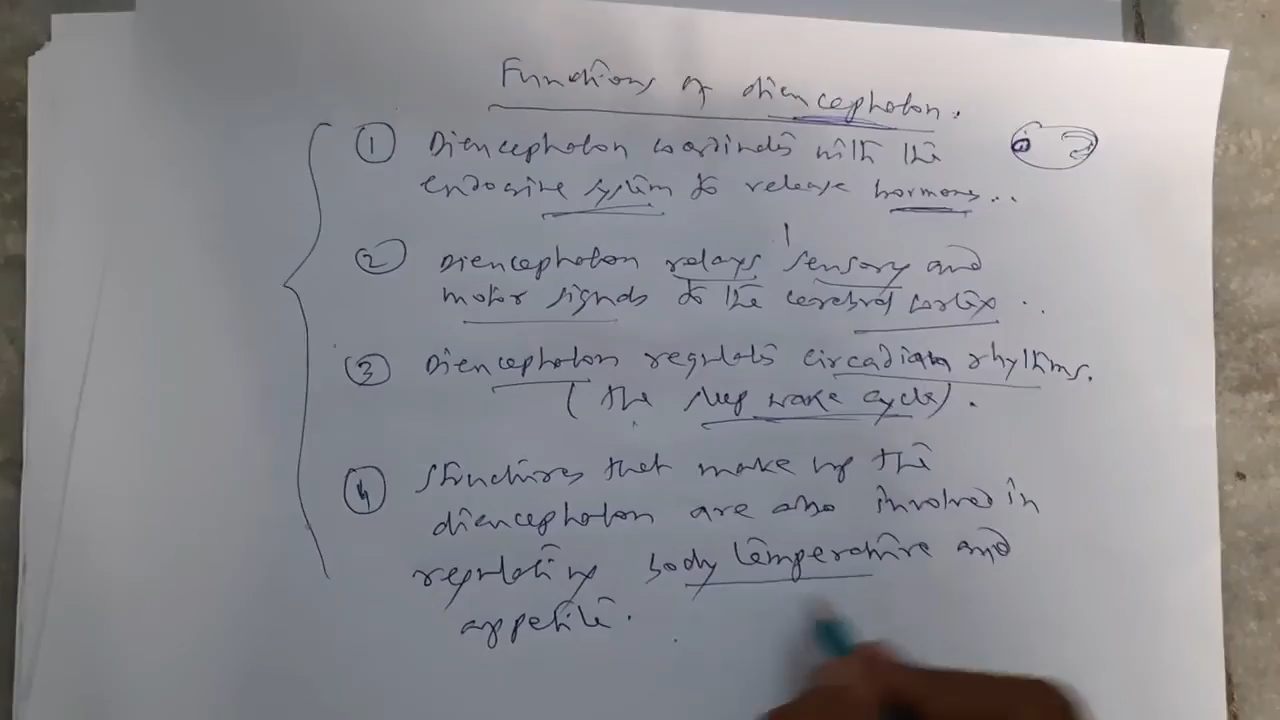 Functions of diencephalon.
① Diencephalon coordinates with the
endocrine system to release hormones...
② Diencephalon relays sensory and
motor signals to the cerebral cortex..
③ Diencephalon regulates circadian rhythms.
(the sleep wake cycle).
④ Structures that make up the
diencephalon are also involved in
regulating body temperature and
appetite.